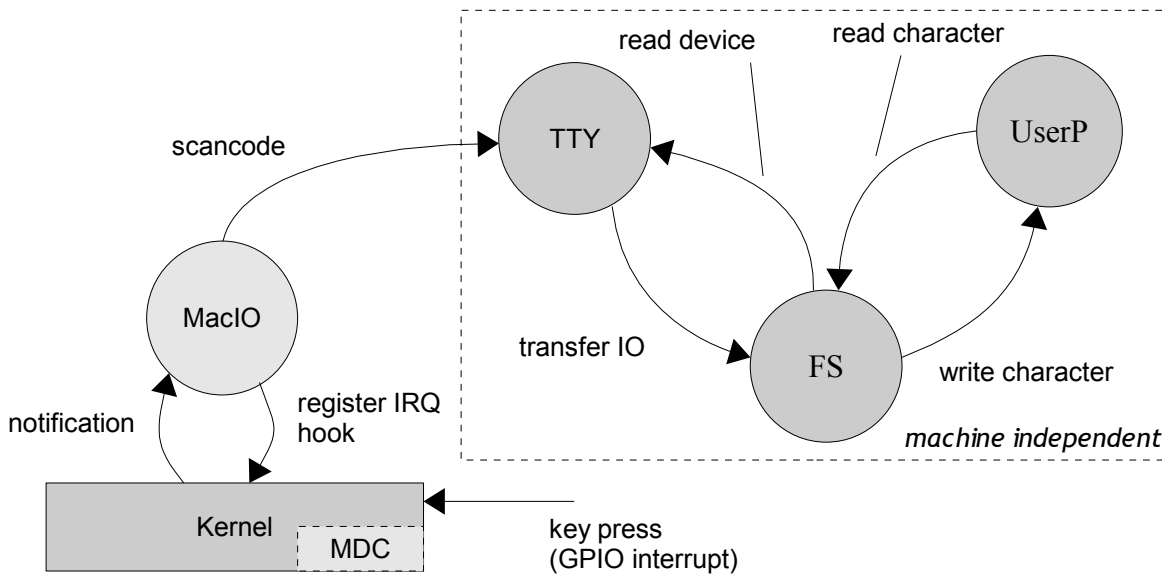 read device
read character
TTY
UserP
scancode
MacIO
transfer IO
FS
write character
notification
register IRQ
hook
machine independent
Kernel
MDC
key press
(GPIO interrupt)